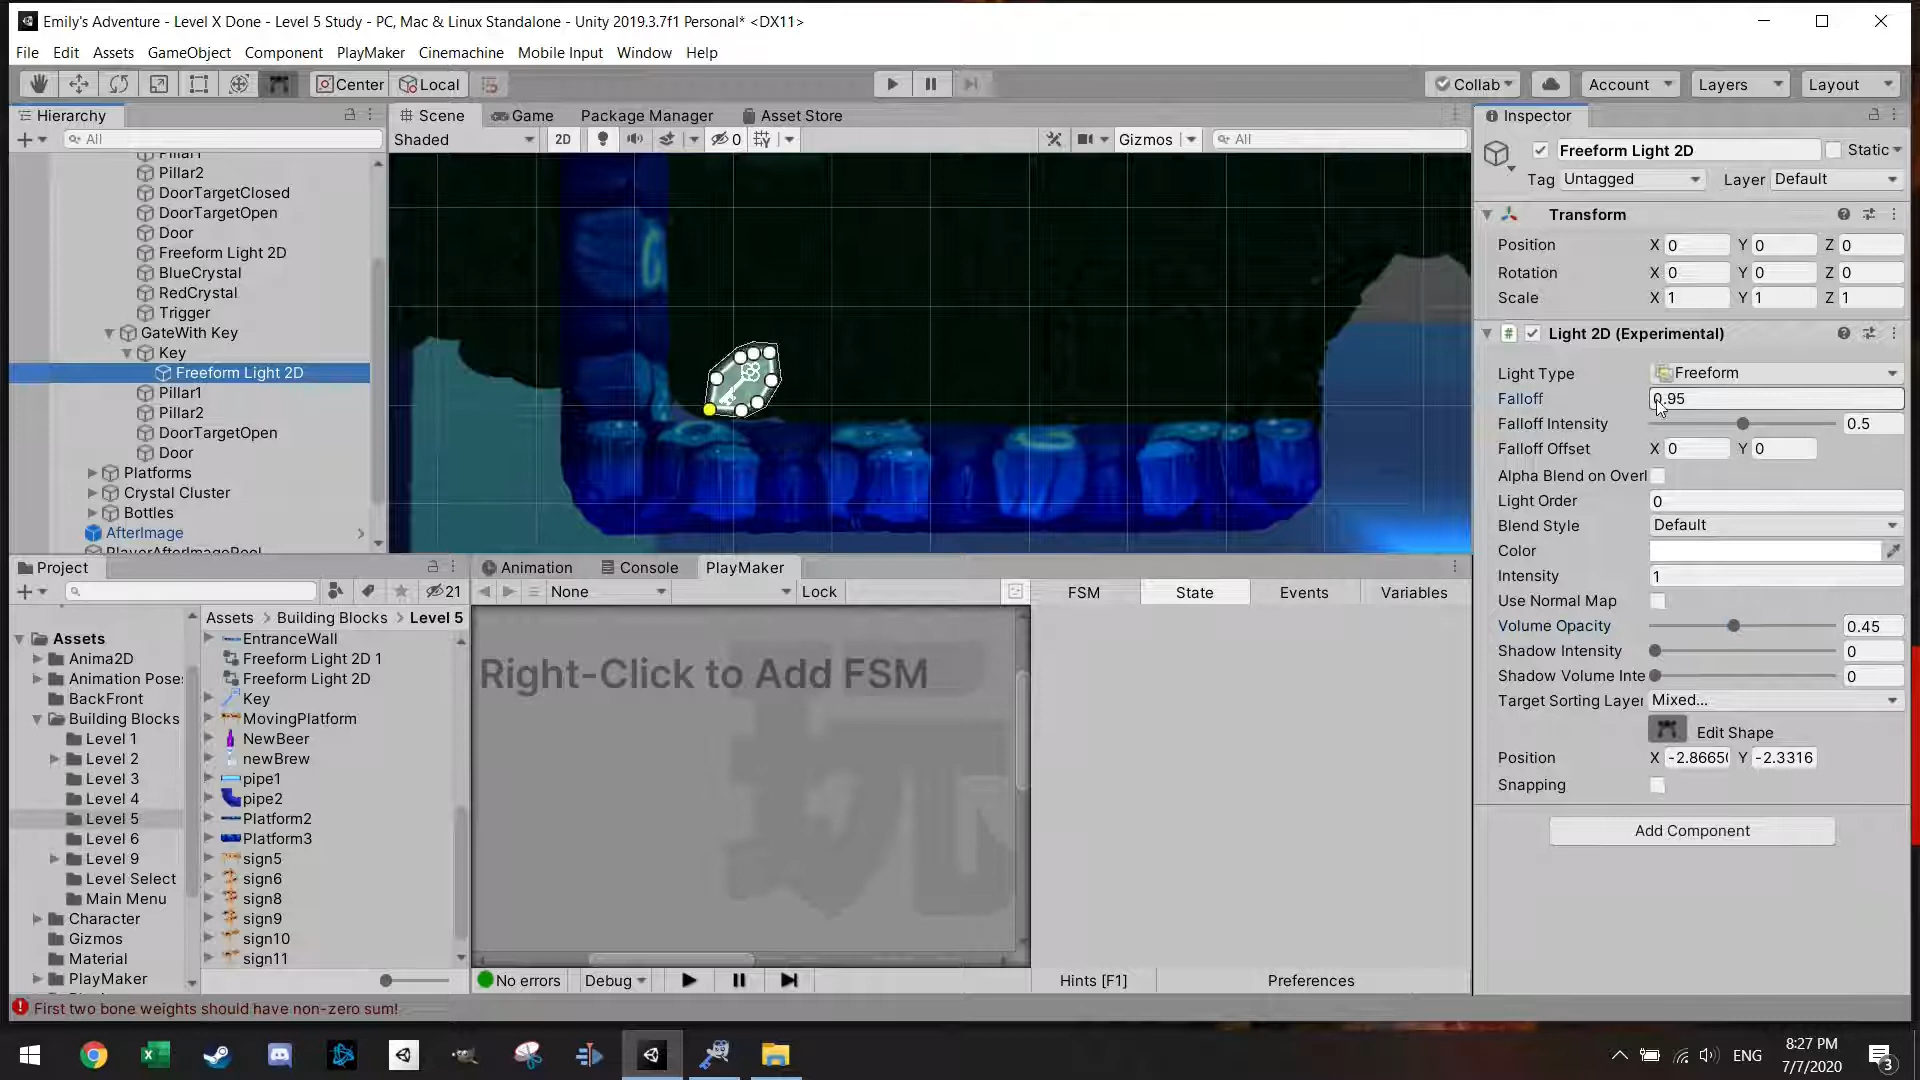 Emily's Adventure - Level X Done - Level 5 Study - PC, Mac & Linux Standalone - Unity 2019.3.7f1 Personal* <DX11>
File Edit Assets GameObject Component PlayMaker Cinemachine Mobile Input Window Help
Center Local Collab Account Layers Layout
Hierarchy
All
Pillar1
Pillar2
DoorTargetClosed
DoorTargetOpen
Door
Freeform Light 2D
BlueCrystal
RedCrystal
Trigger
GateWith Key
Key
Freeform Light 2D
Pillar1
Pillar2
DoorTargetOpen
Door
Platforms
Crystal Cluster
Bottles
AfterImage
PlayerAfterImagePool
Scene Game Package Manager Asset Store
Shaded 2D 0 Gizmos All
Inspector
Freeform Light 2D Static
Tag Untagged Layer Default
Transform
Position X 0 Y 0 Z 0
Rotation X 0 Y 0 Z 0
Scale X 1 Y 1 Z 1
Light 2D (Experimental)
Light Type Freeform
Falloff 0.95
Falloff Intensity 0.5
Falloff Offset X 0 Y 0
Alpha Blend on Overl
Light Order 0
Blend Style Default
Color
Intensity 1
Use Normal Map
Volume Opacity 0.45
Shadow Intensity 0
Shadow Volume Inte 0
Target Sorting Layer Mixed...
Edit Shape
Position X -2.8665 Y -2.3316
Snapping
Add Component
Project
21
Assets
Anima2D
Animation Pose
BackFront
Building Blocks
Level 1
Level 2
Level 3
Level 4
Level 5
Level 6
Level 9
Level Select
Main Menu
Character
Gizmos
Material
PlayMaker
Assets > Building Blocks > Level 5
EntranceWall
Freeform Light 2D 1
Freeform Light 2D
Key
MovingPlatform
NewBeer
newBrew
pipe1
pipe2
Platform2
Platform3
sign5
sign6
sign8
sign9
sign10
sign11
Animation Console PlayMaker
None Lock FSM State Events Variables
Right-Click to Add FSM
No errors Debug Hints [F1] Preferences
First two bone weights should have non-zero sum!
ENG
8:27 PM
7/7/2020
3